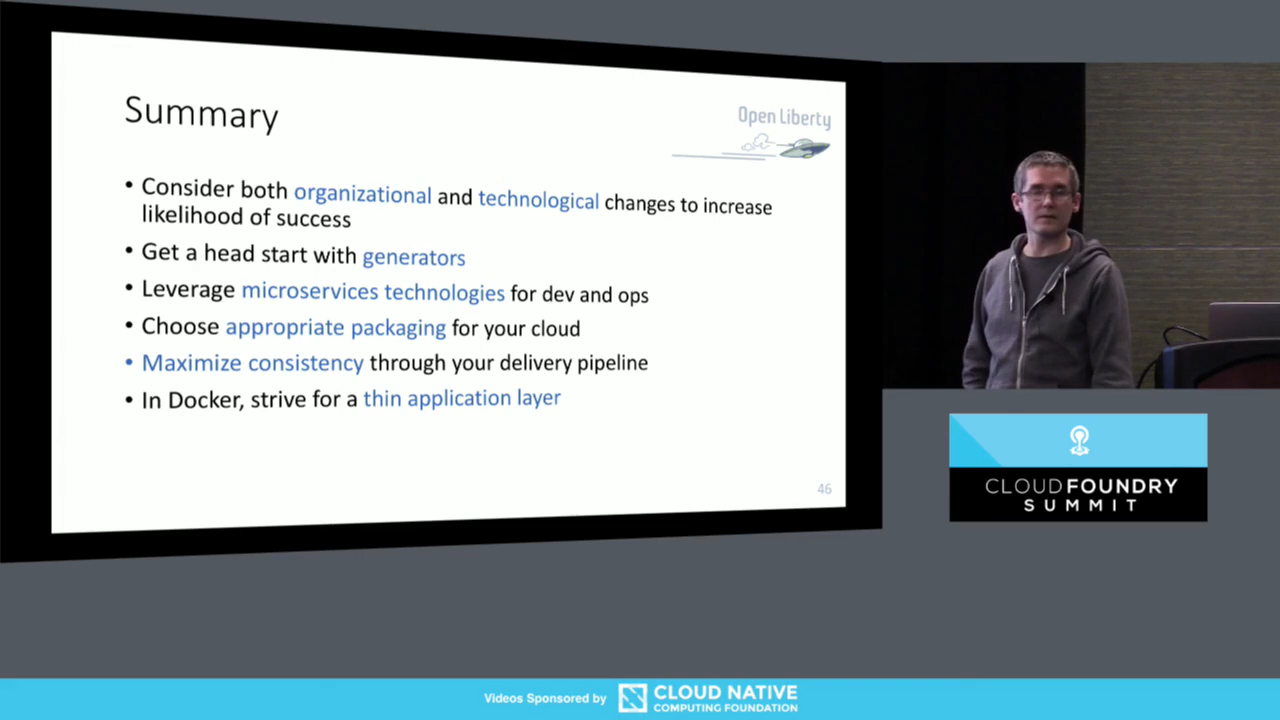 Summary
Open Liberty
• Consider both organizational and technological changes to increase
likelihood of success
• Get a head start with generators
• Leverage microservices technologies for dev and ops
• Choose appropriate packaging for your cloud
• Maximize consistency through your delivery pipeline
• In Docker, strive for a thin application layer
46
CLOUDFOUNDRY
SUMMIT
Videos Sponsored by
CLOUD NATIVE
COMPUTING FOUNDATION